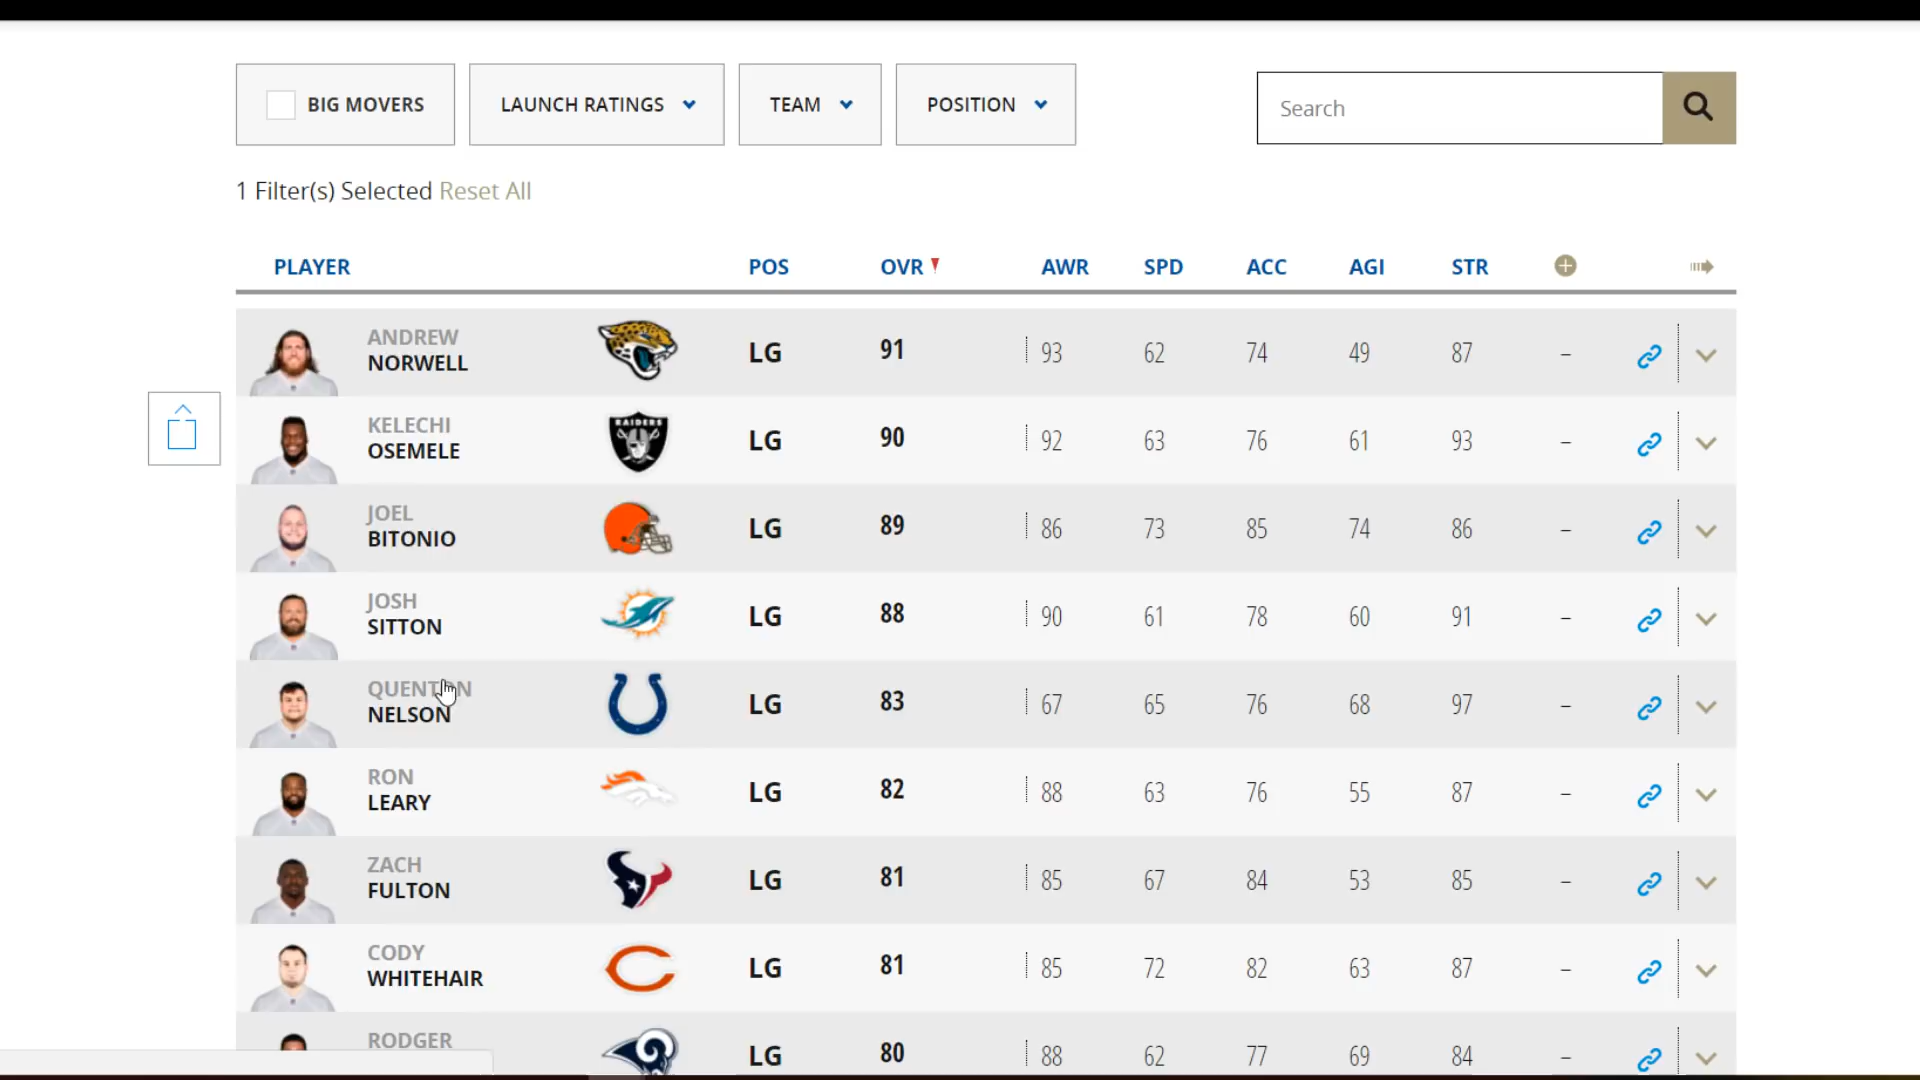 BIG MOVERS LAUNCH RATINGS TEAM POSITION Search
1 Filter(s) Selected Reset All
PLAYER POS OVR AWR SPD ACC AGI STR
ANDREW
NORWELL LG 91 93 62 74 49 87 –
KELECHI
OSEMELE RAIDERS LG 90 92 63 76 61 93 –
JOEL
BITONIO LG 89 86 73 85 74 86 –
JOSH
SITTON LG 88 90 61 78 60 91 –
QUENTON
NELSON LG 83 67 65 76 68 97 –
RON
LEARY LG 82 88 63 76 55 87 –
ZACH
FULTON LG 81 85 67 84 53 85 –
CODY
WHITEHAIR LG 81 85 72 82 63 87 –
RODGER
LG 80 88 62 77 69 84 –